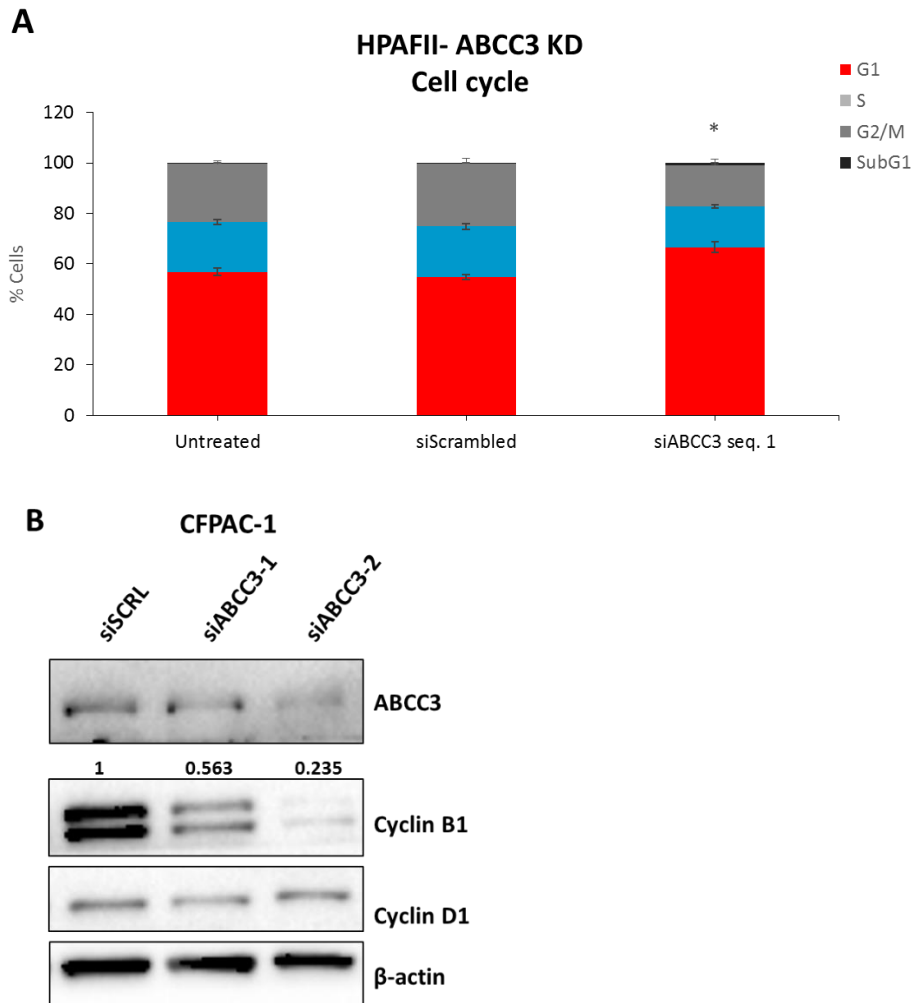 A
HPAFII- ABCC3 KD
Cell cycle
G1
S
G2/M
SubG1
*
120
100
80
60
40
20
0
% Cells
Untreated
siScrambled
siABCC3 seq. 1
B
CFPAC-1
siSCRL
siABCC3-1
siABCC3-2
ABCC3
1 0.563 0.235
Cyclin B1
Cyclin D1
β-actin